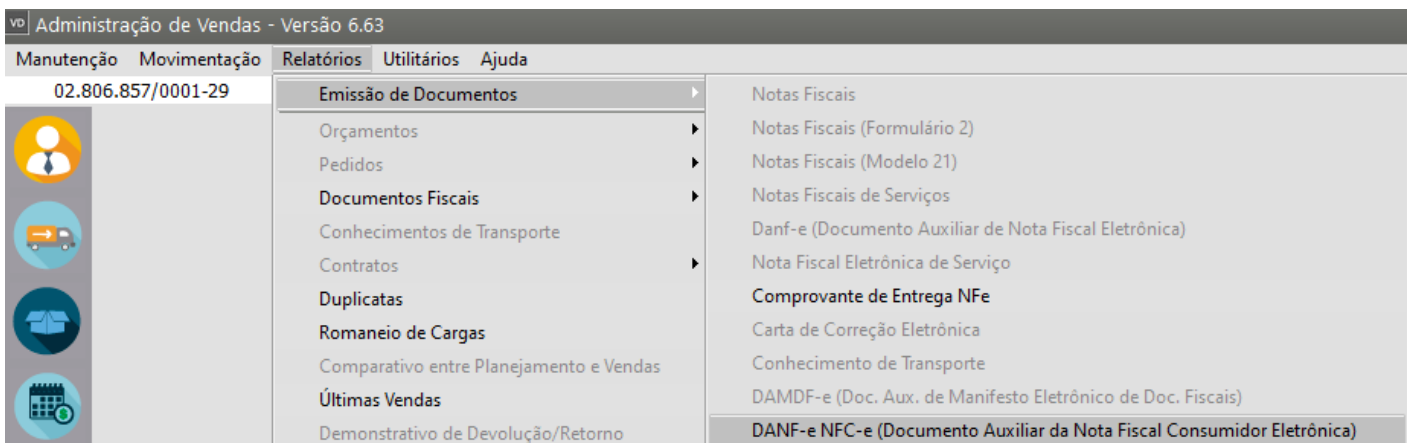 VD Administração de Vendas - Versão 6.63
Manutenção Movimentação Relatórios Utilitários Ajuda
02.806.857/0001-29
Emissão de Documentos
Orçamentos
Pedidos
Documentos Fiscais
Conhecimentos de Transporte
Contratos
Duplicatas
Romaneio de Cargas
Comparativo entre Planejamento e Vendas
Últimas Vendas
Demonstrativo de Devolução/Retorno
Notas Fiscais
Notas Fiscais (Formulário 2)
Notas Fiscais (Modelo 21)
Notas Fiscais de Serviços
Danf-e (Documento Auxiliar de Nota Fiscal Eletrônica)
Nota Fiscal Eletrônica de Serviço
Comprovante de Entrega NFe
Carta de Correção Eletrônica
Conhecimento de Transporte
DAMDF-e (Doc. Aux. de Manifesto Eletrônico de Doc. Fiscais)
DANF-e NFC-e (Documento Auxiliar da Nota Fiscal Consumidor Eletrônica)